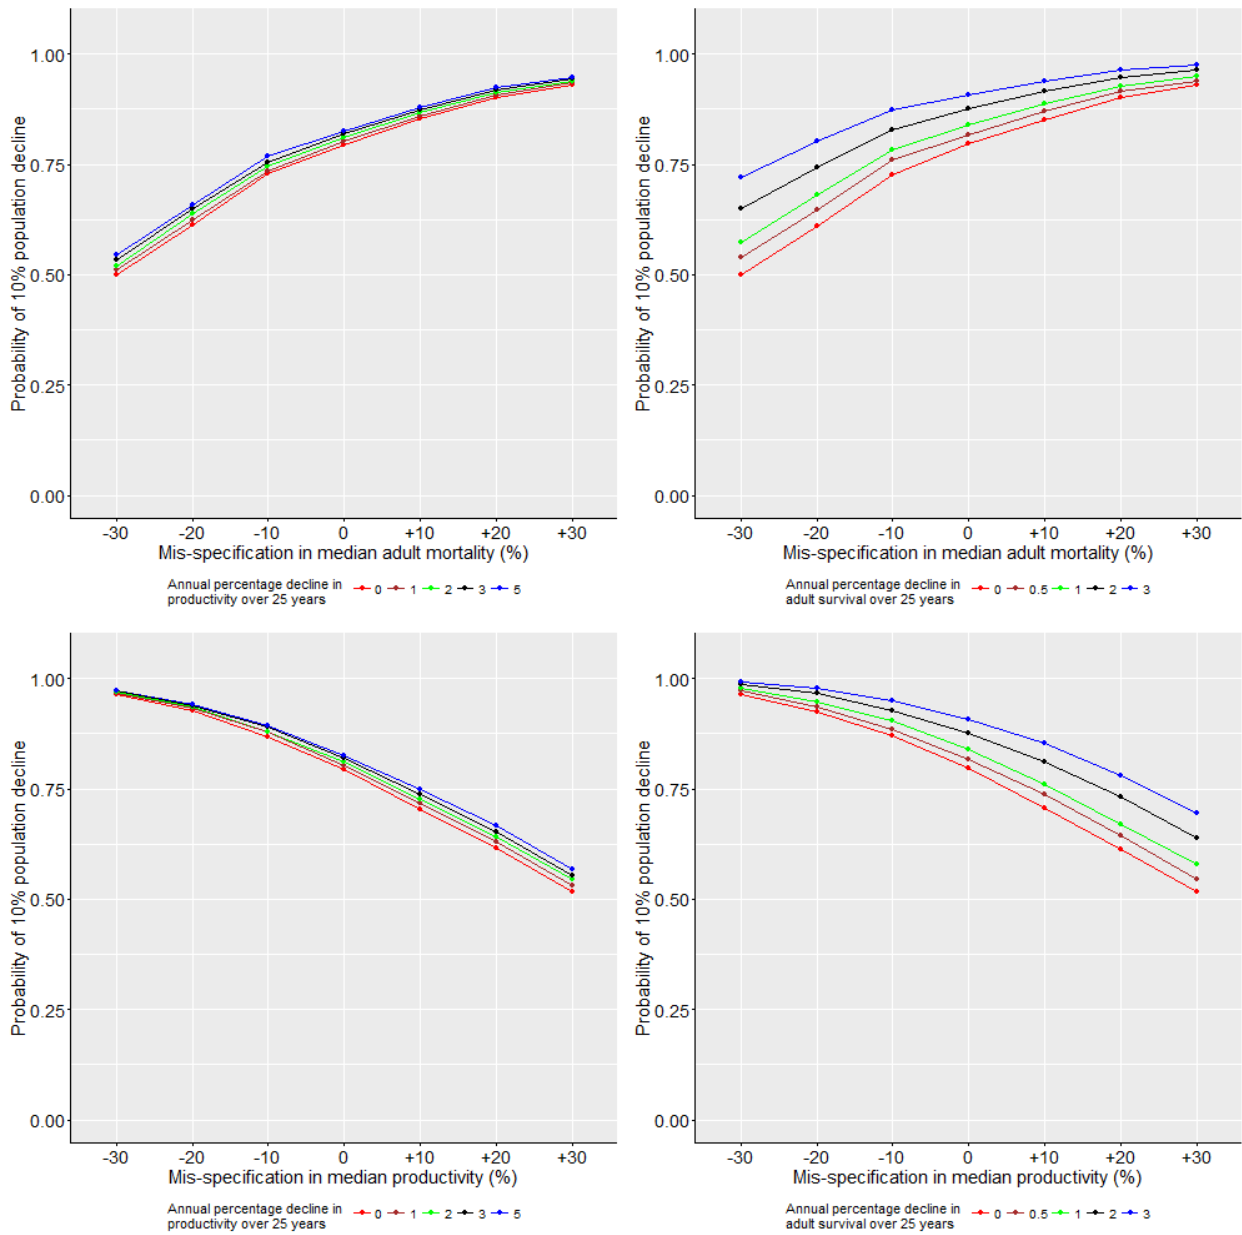 Probability of 10% population decline
1.00
0.75
0.50
0.25
0.00
-30 -20 -10 0 +10 +20 +30
Mis-specification in median adult mortality (%)
Annual percentage decline in
productivity over 25 years
0 1 2 3 5
Probability of 10% population decline
1.00
0.75
0.50
0.25
0.00
-30 -20 -10 0 +10 +20 +30
Mis-specification in median adult mortality (%)
Annual percentage decline in
adult survival over 25 years
0 0.5 1 2 3
Probability of 10% population decline
1.00
0.75
0.50
0.25
0.00
-30 -20 -10 0 +10 +20 +30
Mis-specification in median productivity (%)
Annual percentage decline in
productivity over 25 years
0 1 2 3 5
Probability of 10% population decline
1.00
0.75
0.50
0.25
0.00
-30 -20 -10 0 +10 +20 +30
Mis-specification in median productivity (%)
Annual percentage decline in
adult survival over 25 years
0 0.5 1 2 3